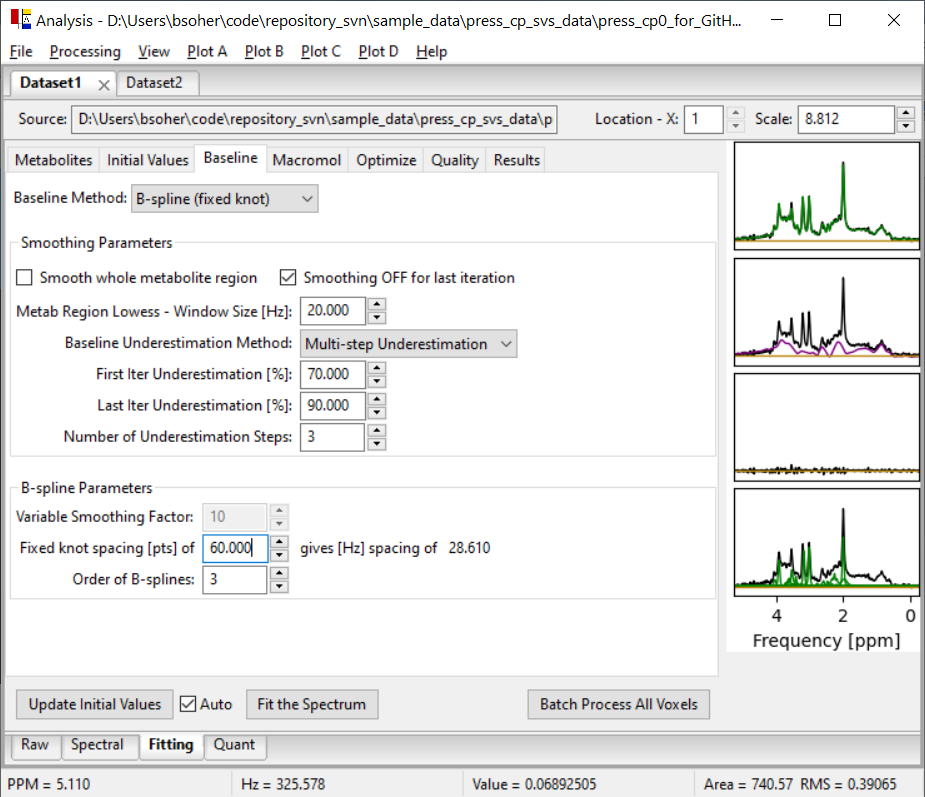 Analysis - D:\Users\bsoher\code\repository_svn\sample_data\press_cp_svs_data\press_cp0_for_GitH...
File Processing View Plot A Plot B Plot C Plot D Help
Dataset1 Dataset2
Source: D:\Users\bsoher\code\repository_svn\sample_data\press_cp_svs_data\p Location - X: 1 Scale: 8.812
Metabolites Initial Values Baseline Macromol Optimize Quality Results
Baseline Method: B-spline (fixed knot)
Smoothing Parameters
Smooth whole metabolite region Smoothing OFF for last iteration
Metab Region Lowess - Window Size [Hz]: 20.000
Baseline Underestimation Method: Multi-step Underestimation
First Iter Underestimation [%]: 70.000
Last Iter Underestimation [%]: 90.000
Number of Underestimation Steps: 3
B-spline Parameters
Variable Smoothing Factor: 10
Fixed knot spacing [pts] of 60.000 gives [Hz] spacing of 28.610
Order of B-splines: 3
4 2 0
Frequency [ppm]
Update Initial Values Auto Fit the Spectrum Batch Process All Voxels
Raw Spectral Fitting Quant
PPM = 5.110 Hz = 325.578 Value = 0.06892505 Area = 740.57 RMS = 0.39065